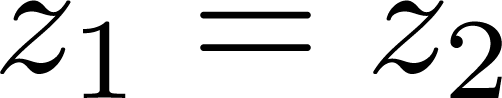 z₁ = z₂